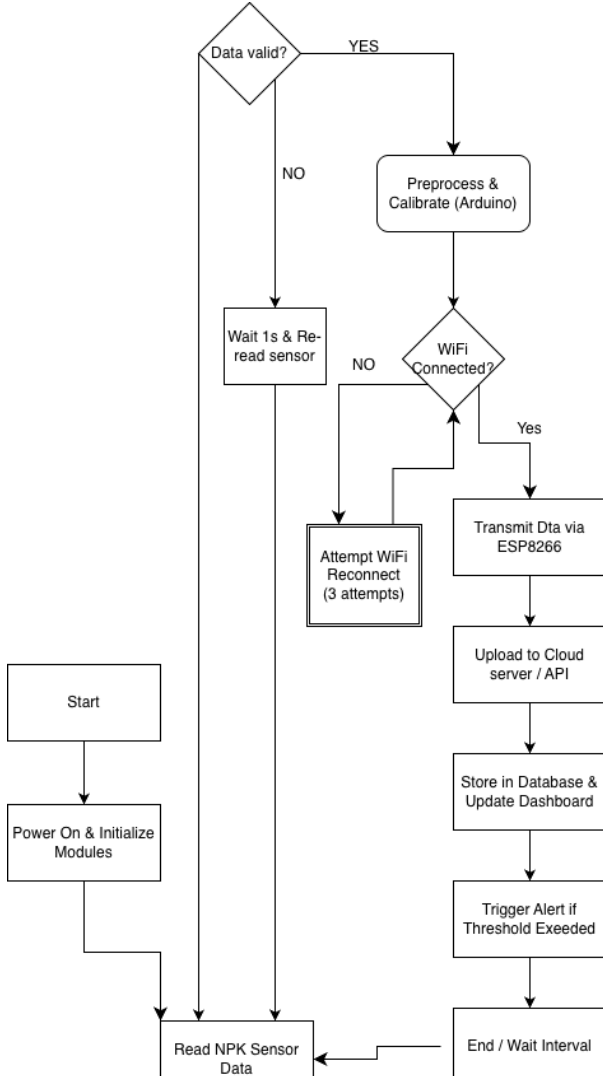 Data valid?
YES
NO
Preprocess &
Calibrate (Arduino)
Wait 1s & Re-
read sensor
WiFi
Connected?
NO
Yes
Attempt WiFi
Reconnect
(3 attempts)
Transmit Dta via
ESP8266
Upload to Cloud
server / API
Start
Store in Database &
Update Dashboard
Power On & Initialize
Modules
Trigger Alert if
Threshold Exeeded
Read NPK Sensor
Data
End / Wait Interval